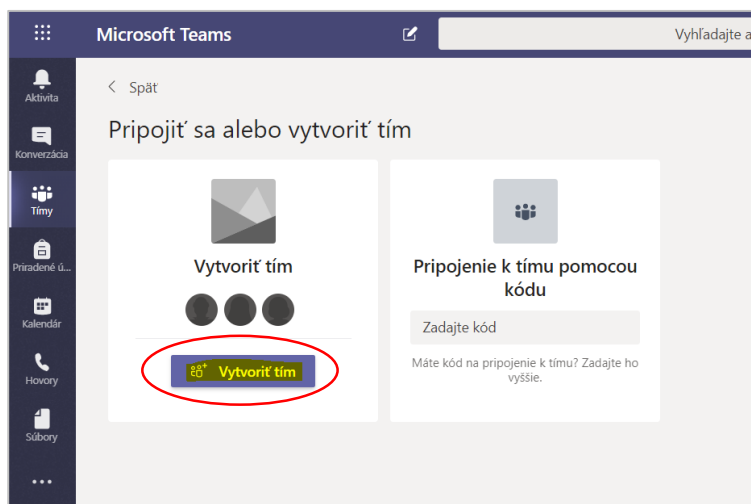 Microsoft Teams
Vyhľadajte a
Aktivita
Konverzácia
Tímy
Priradené ú...
Kalendár
Hovory
Súbory
Späť
Pripojiť sa alebo vytvoriť tím
Vytvoriť tím
Vytvoriť tím
Pripojenie k tímu pomocou
kódu
Zadajte kód
Máte kód na pripojenie k tímu? Zadajte ho
vyššie.